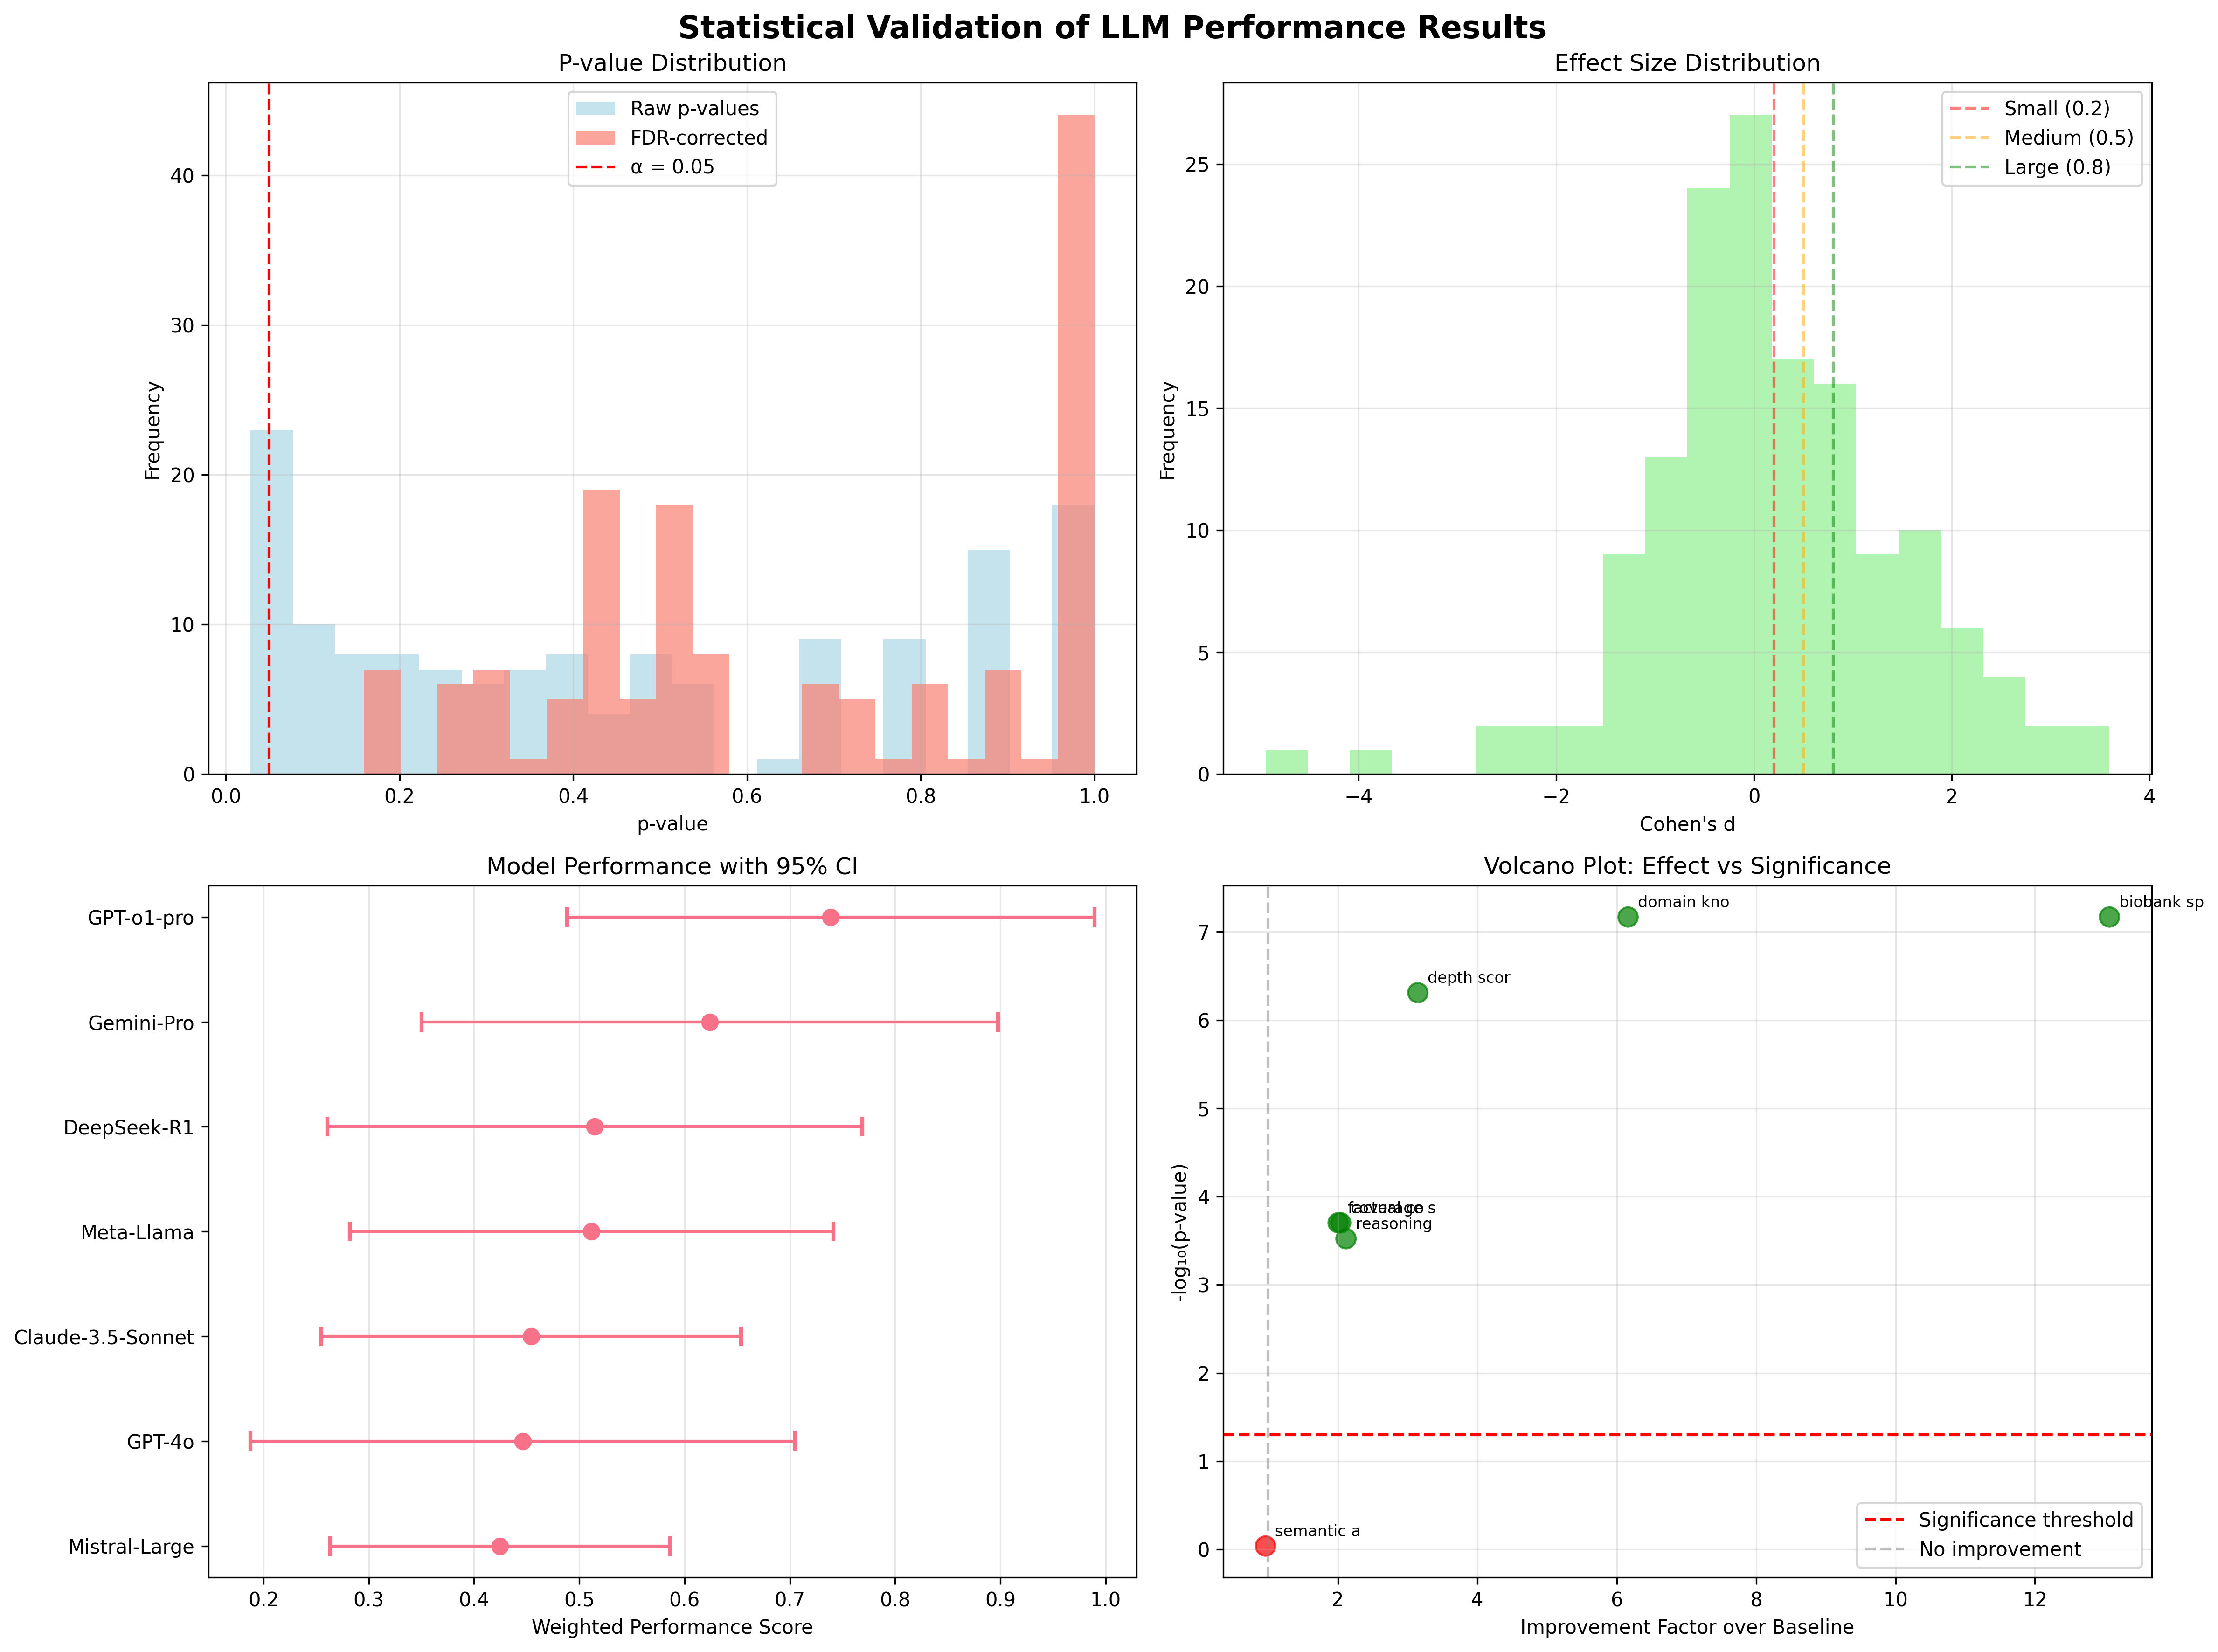 Statistical Validation of LLM Performance Results
P-value Distribution
Raw p-values
FDR-corrected
α = 0.05
Frequency
40
30
20
10
0
0.0 0.2 0.4 0.6 0.8 1.0
p-value
Effect Size Distribution
Small (0.2)
Medium (0.5)
Large (0.8)
Frequency
25
20
15
10
5
0
−4 −2 0 2 4
Cohen's d
Model Performance with 95% CI
GPT-o1-pro
Gemini-Pro
DeepSeek-R1
Meta-Llama
Claude-3.5-Sonnet
GPT-4o
Mistral-Large
0.2 0.3 0.4 0.5 0.6 0.7 0.8 0.9 1.0
Weighted Performance Score
Volcano Plot: Effect vs Significance
-log₁₀(p-value)
7
6
5
4
3
2
1
0
domain kno
biobank sp
depth scor
reasoning
semantic a
Significance threshold
No improvement
2 4 6 8 10 12
Improvement Factor over Baseline